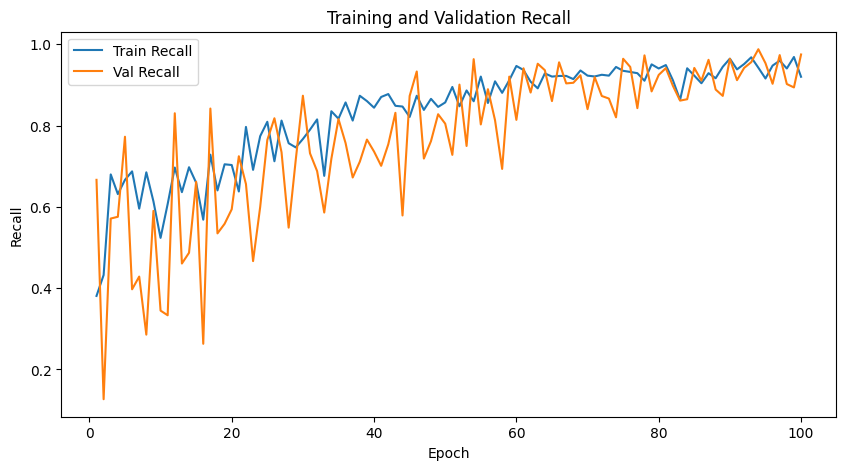 Training and Validation Recall
Train Recall
Val Recall
1.0
0.8
0.6
0.4
0.2
Recall
0 20 40 60 80 100
Epoch